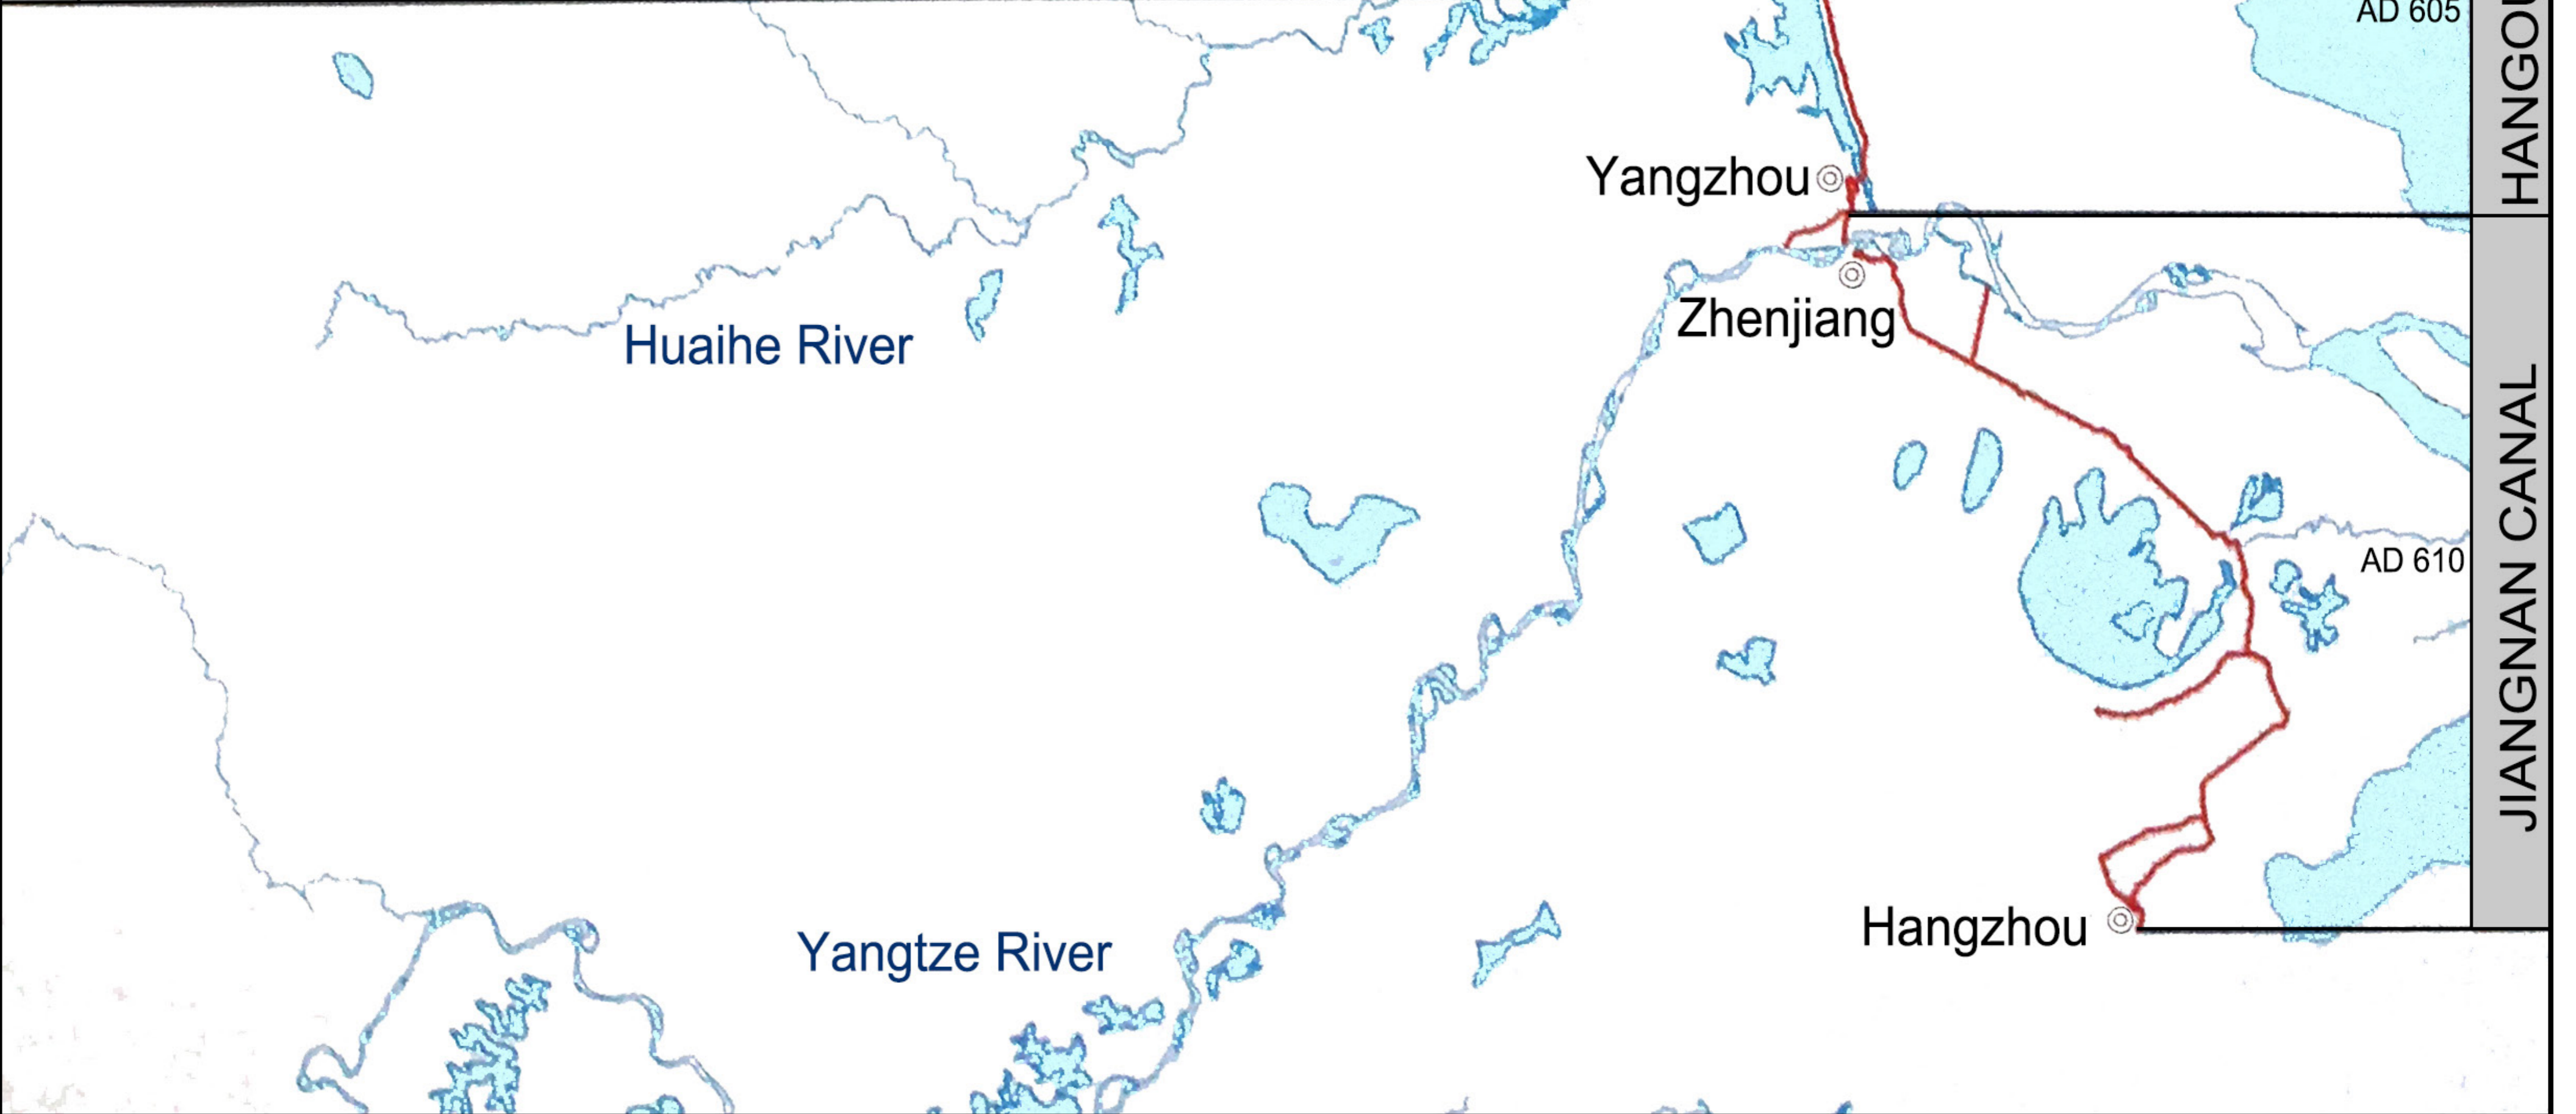 AD 605
HANGOU
Yangzhou
Zhenjiang
Huaihe River
JIANGNAN CANAL
AD 610
Hangzhou
Yangtze River